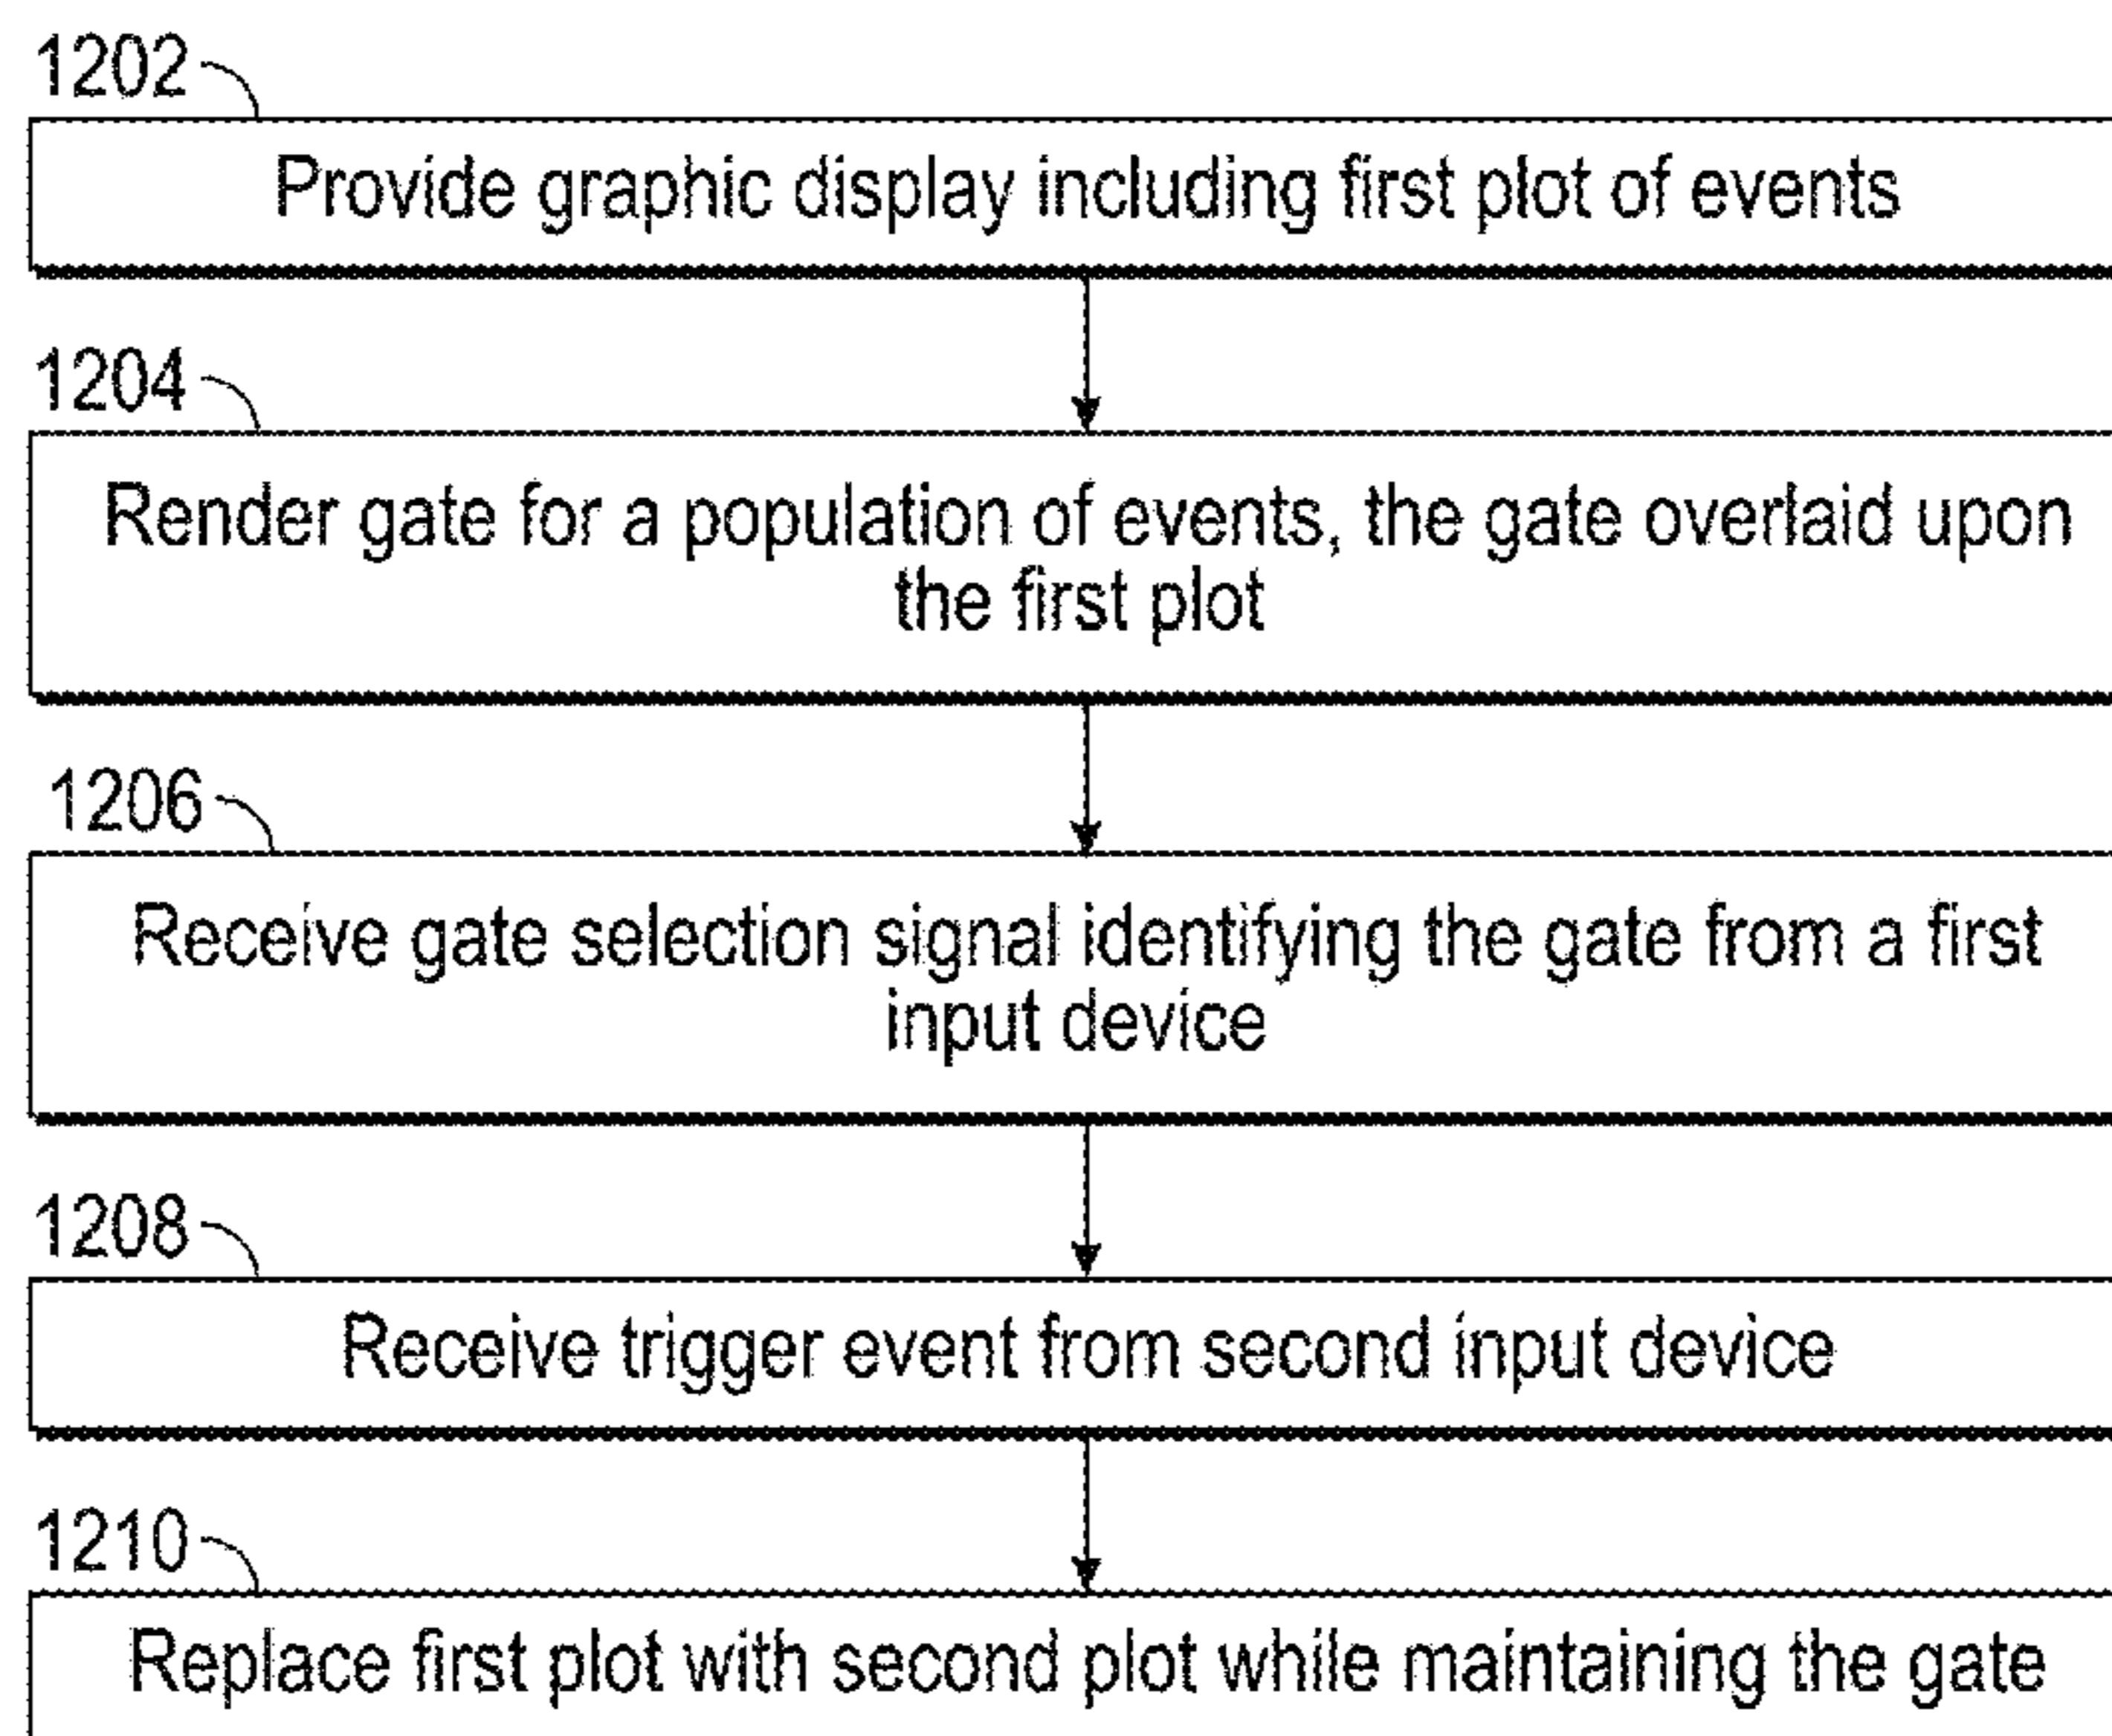 1202
Provide graphic display including first plot of events
1204
Render gate for a population of events, the gate overlaid upon
the first plot
1206
Receive gate selection signal identifying the gate from a first
input device
1208
Receive trigger event from second input device
1210
Replace first plot with second plot while maintaining the gate